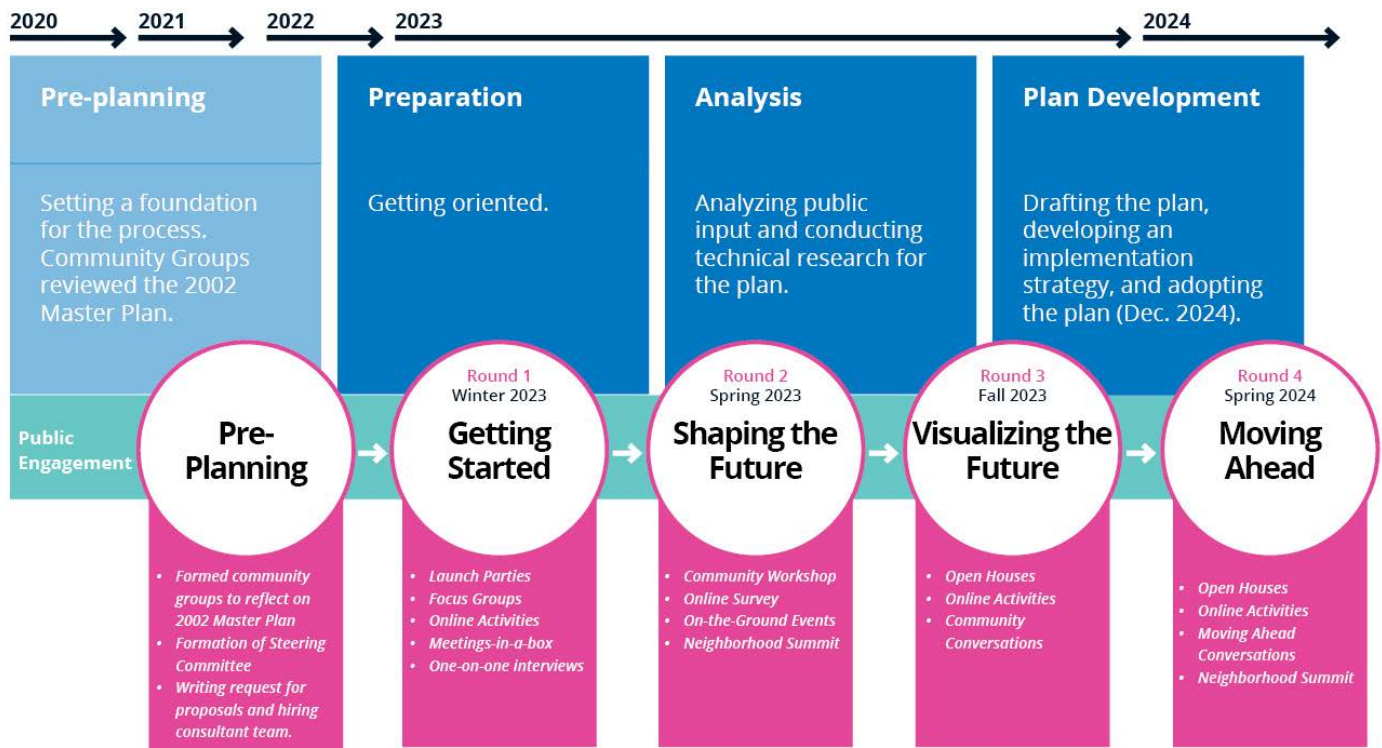 2020
2021
2022
2023
2024
Pre-planning
Setting a foundation
for the process.
Community Groups
reviewed the 2002
Master Plan.
Preparation
Getting oriented.
Analysis
Analyzing public
input and conducting
technical research for
the plan.
Plan Development
Drafting the plan,
developing an
implementation
strategy, and adopting
the plan (Dec. 2024).
Public
Engagement
Pre-
Planning
Round 1
Winter 2023
Getting
Started
Round 2
Spring 2023
Shaping the
Future
Round 3
Fall 2023
Visualizing the
Future
Round 4
Spring 2024
Moving
Ahead
• Formed community
groups to reflect on
2002 Master Plan
• Formation of Steering
Committee
• Writing request for
proposals and hiring
consultant team.
• Launch Parties
• Focus Groups
• Online Activities
• Meetings-in-a-box
• One-on-one interviews
• Community Workshop
• Online Survey
• On-the-Ground Events
• Neighborhood Summit
• Open Houses
• Online Activities
• Community
Conversations
• Open Houses
• Online Activities
• Moving Ahead
Conversations
• Neighborhood Summit